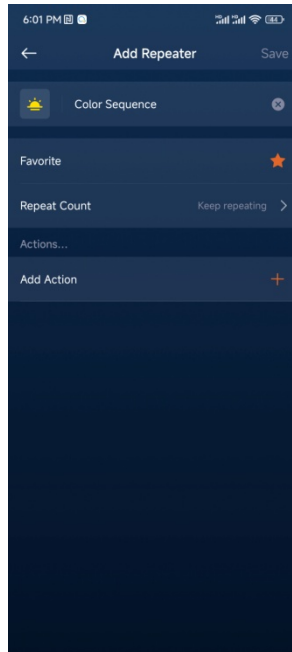 6:01 PM
Add Repeater
Save
Color Sequence
Favorite
Repeat Count
Keep repeating
Actions...
Add Action